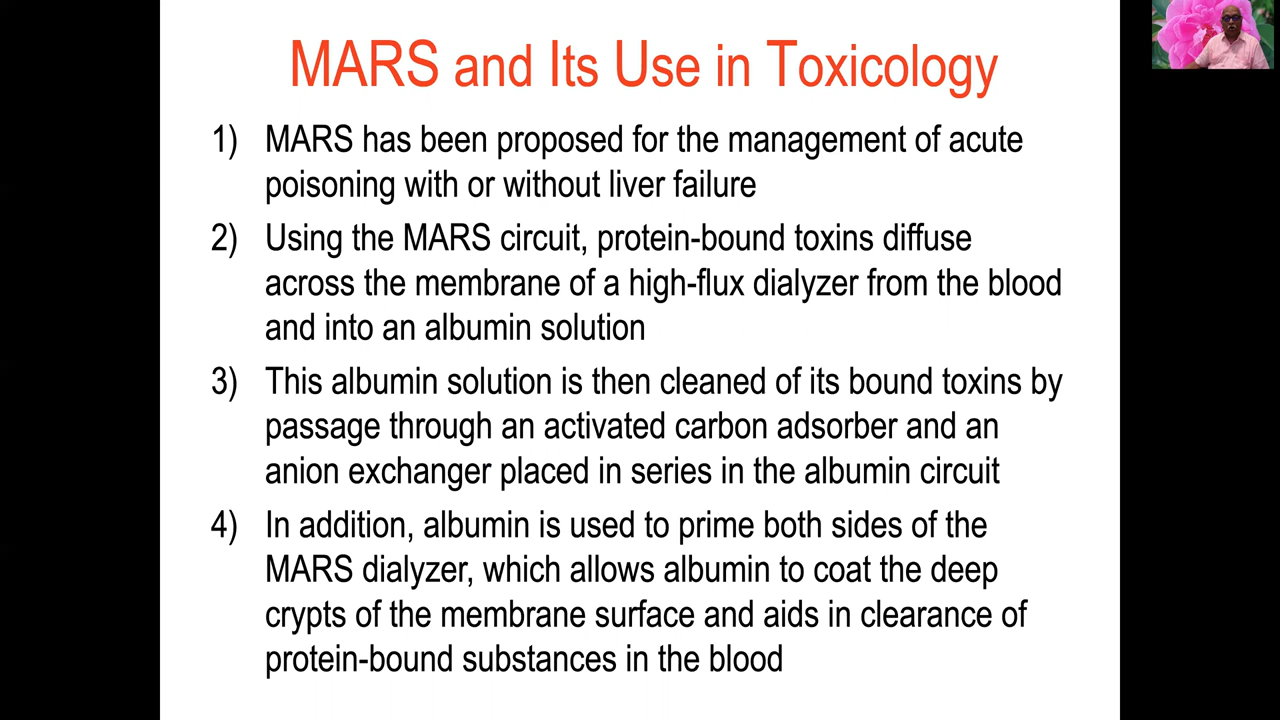 MARS and Its Use in Toxicology
1) MARS has been proposed for the management of acute
poisoning with or without liver failure
2) Using the MARS circuit, protein-bound toxins diffuse
across the membrane of a high-flux dialyzer from the blood
and into an albumin solution
3) This albumin solution is then cleaned of its bound toxins by
passage through an activated carbon adsorber and an
anion exchanger placed in series in the albumin circuit
4) In addition, albumin is used to prime both sides of the
MARS dialyzer, which allows albumin to coat the deep
crypts of the membrane surface and aids in clearance of
protein-bound substances in the blood